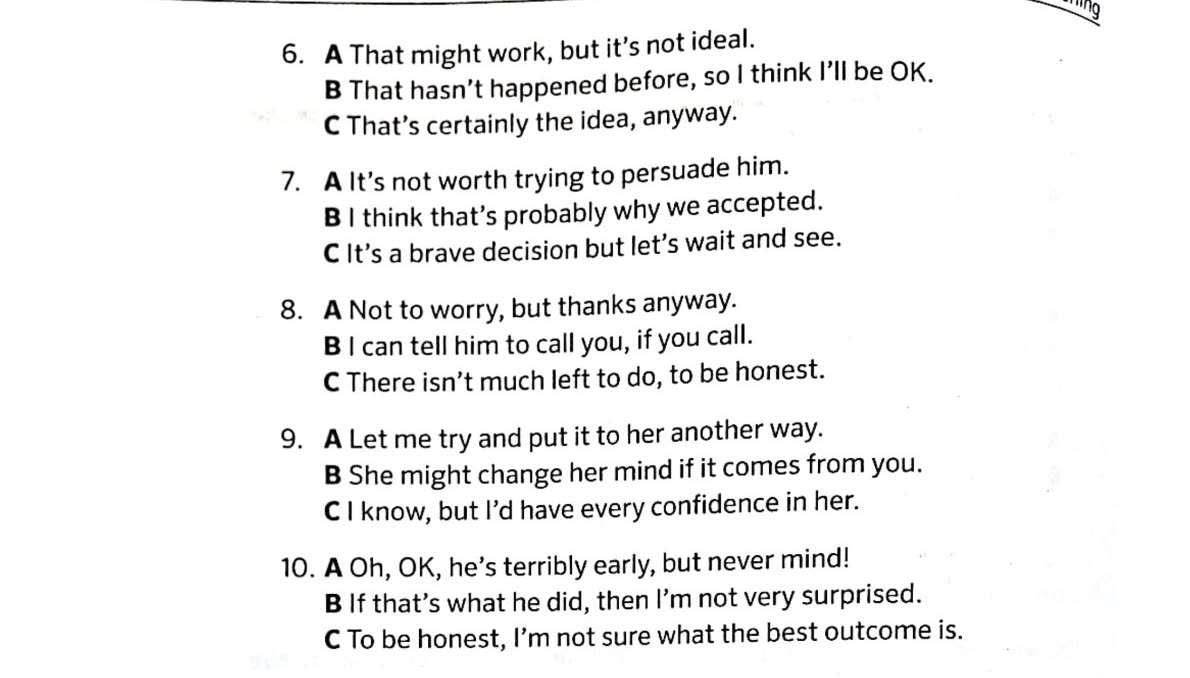 6. A That might work, but it's not ideal.
B That hasn't happened before, so I think I'll be OK.
C That's certainly the idea, anyway.
7. A It's not worth trying to persuade him.
B I think that's probably why we accepted.
C It's a brave decision but let's wait and see.
8. A Not to worry, but thanks anyway.
B I can tell him to call you, if you call.
C There isn't much left to do, to be honest.
9. A Let me try and put it to her another way.
B She might change her mind if it comes from you.
C I know, but I'd have every confidence in her.
10. A Oh, OK, he's terribly early, but never mind!
B If that's what he did, then I'm not very surprised.
C To be honest, I'm not sure what the best outcome is.